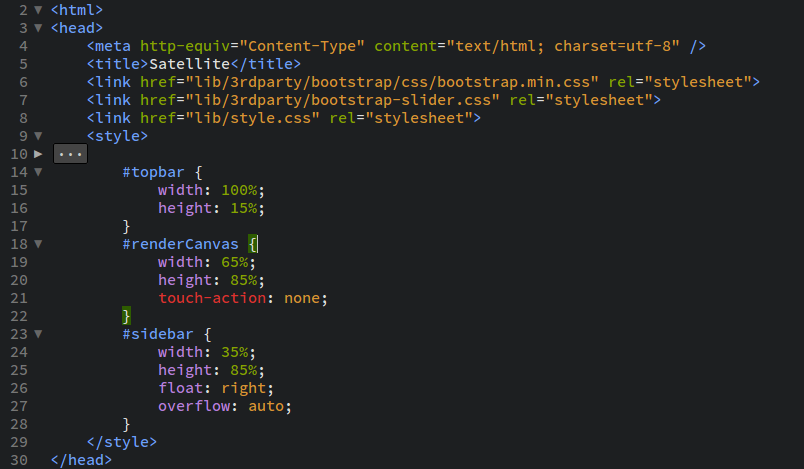 2 ▼ <html>
3 ▼ <head>
4     <meta http-equiv="Content-Type" content="text/html; charset=utf-8" />
5     <title>Satellite</title>
6     <link href="lib/3rdparty/bootstrap/css/bootstrap.min.css" rel="stylesheet">
7     <link href="lib/3rdparty/bootstrap-slider.css" rel="stylesheet">
8     <link href="lib/style.css" rel="stylesheet">
9 ▼     <style>
10 ▶ ...
14 ▼         #topbar {
15             width: 100%;
16             height: 15%;
17         }
18 ▼         #renderCanvas {
19             width: 65%;
20             height: 85%;
21             touch-action: none;
22         }
23 ▼         #sidebar {
24             width: 35%;
25             height: 85%;
26             float: right;
27             overflow: auto;
28         }
29     </style>
30 </head>